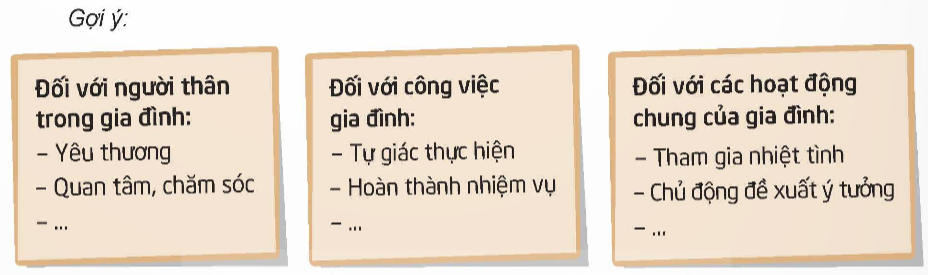 Gợi ý:
Đối với người thân
trong gia đình:
– Yêu thương
– Quan tâm, chăm sóc
– ...
Đối với công việc
gia đình:
– Tự giác thực hiện
– Hoàn thành nhiệm vụ
– ...
Đối với các hoạt động
chung của gia đình:
– Tham gia nhiệt tình
– Chủ động đề xuất ý tưởng
– ...